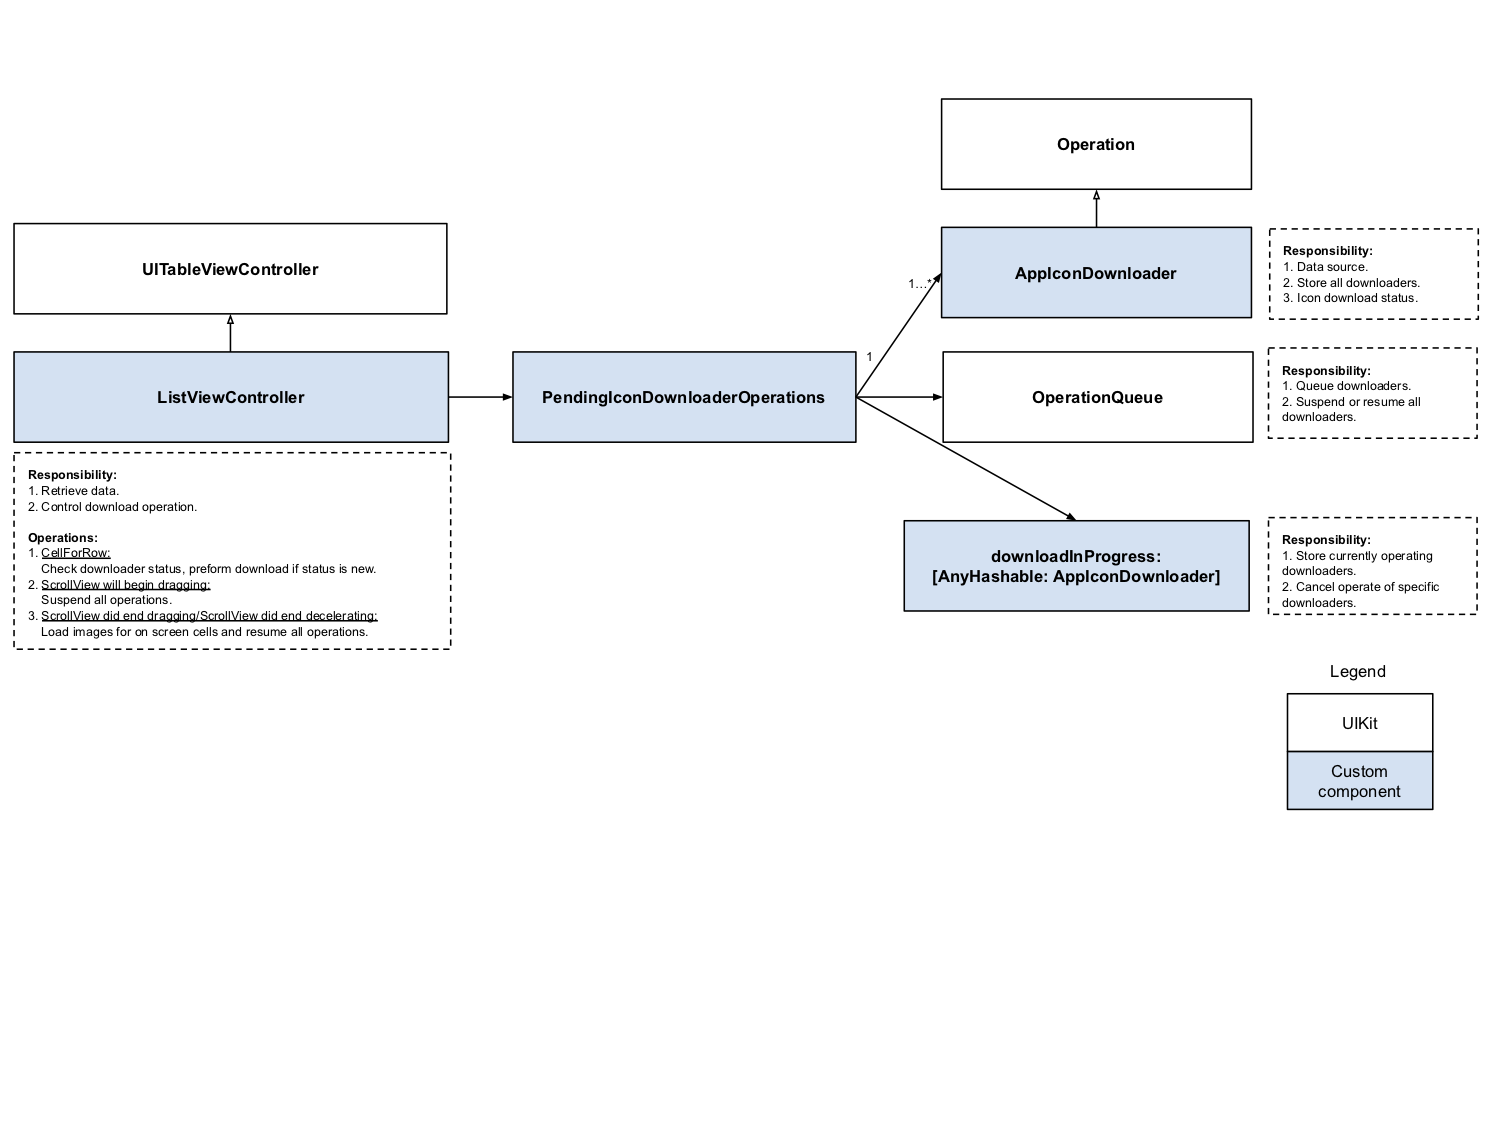 Operation
UITableViewController
AppIconDownloader
Responsibility:
1. Data source.
2. Store all downloaders.
3. Icon download status.
1...*
1
ListViewController
PendingIconDownloaderOperations
OperationQueue
Responsibility:
1. Queue downloaders.
2. Suspend or resume all
downloaders.
Responsibility:
1. Retrieve data.
2. Control download operation.
Operations:
1. CellForRow:
Check downloader status, preform download if status is new.
2. ScrollView will begin dragging:
Suspend all operations.
3. ScrollView did end dragging/ScrollView did end decelerating:
Load images for on screen cells and resume all operations.
downloadInProgress:
[AnyHashable: AppIconDownloader]
Responsibility:
1. Store currently operating
downloaders.
2. Cancel operate of specific
downloaders.
Legend
UIKit
Custom
component